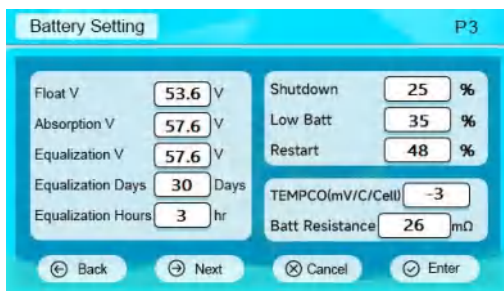 Battery Setting P3
Float V 53.6 V
Absorption V 57.6 V
Equalization V 57.6 V
Equalization Days 30 Days
Equalization Hours 3 hr
Shutdown 25 %
Low Batt 35 %
Restart 48 %
TEMPCO(mV/C/Cell) -3
Batt Resistance 26 mΩ
Back Next Cancel Enter